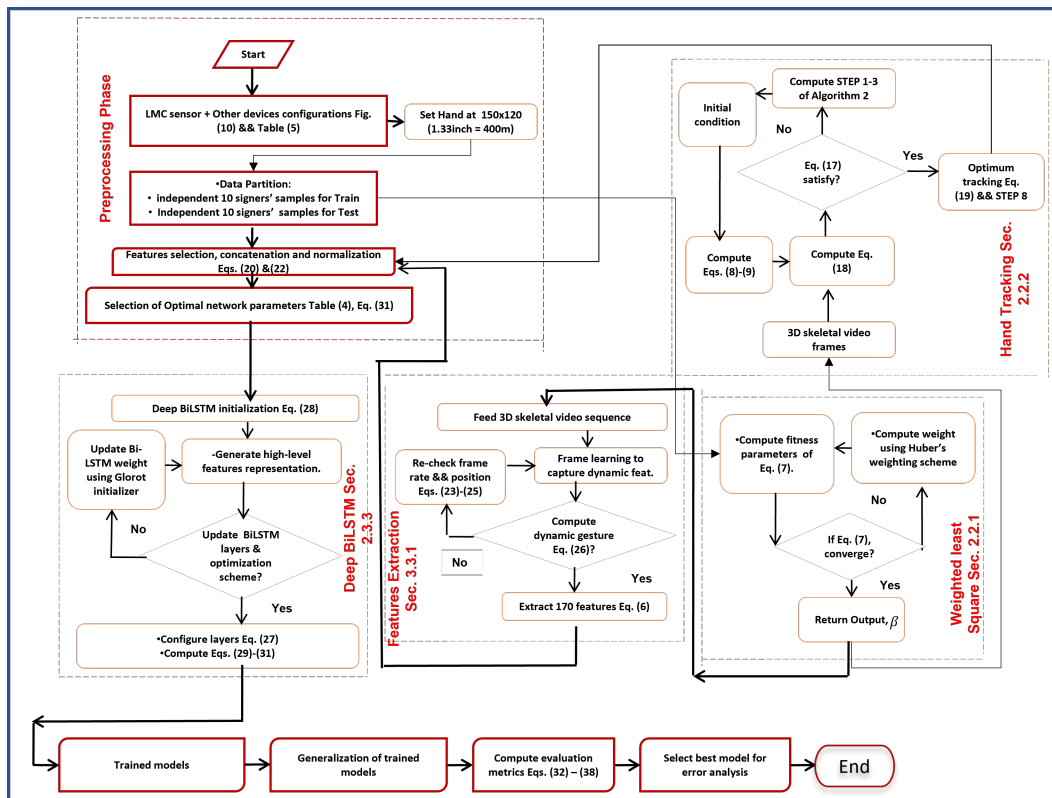 Preprocessing Phase
Start
LMC sensor + Other devices configurations Fig.
(10) && Table (5)
Set Hand at 150x120
(1.33inch = 400m)
•Data Partition:
• independent 10 signers' samples for Train
• Independent 10 signers' samples for Test
Features selection, concatenation and normalization
Eqs. (20) &(22)
Selection of Optimal network parameters Table (4), Eq. (31)
Hand Tracking Sec.
2.2.2
Compute STEP 1-3
of Algorithm 2
Initial
condition
No
Eq. (17)
satisfy?
Yes
Optimum
tracking Eq.
(19) && STEP 8
Compute
Eqs. (8)-(9)
Compute Eq.
(18)
3D skeletal video
frames
Deep BiLSTM Sec.
2.3.3
Deep BiLSTM initialization Eq. (28)
Update Bi-
LSTM weight
using Glorot
initializer
-Generate high-level
features representation.
No
Update BiLSTM
layers &
optimization
scheme?
Yes
•Configure layers Eq. (27)
•Compute Eqs. (29)-(31)
Features Extraction
Sec. 3.3.1
Feed 3D skeletal video sequence
Re-check frame
rate && position
Eqs. (23)-(25)
Frame learning to
capture dynamic feat.
Compute
dynamic gesture
Eq. (26)?
No
Yes
Extract 170 features Eq. (6)
Weighted least
Square Sec. 2.2.1
•Compute fitness
parameters of
Eq. (7).
•Compute weight
using Huber's
weighting scheme
No
If Eq. (7),
converge?
Yes
Return Output, β
Trained models
Generalization of trained
models
Compute evaluation
metrics Eqs. (32) – (38)
Select best model for
error analysis
End